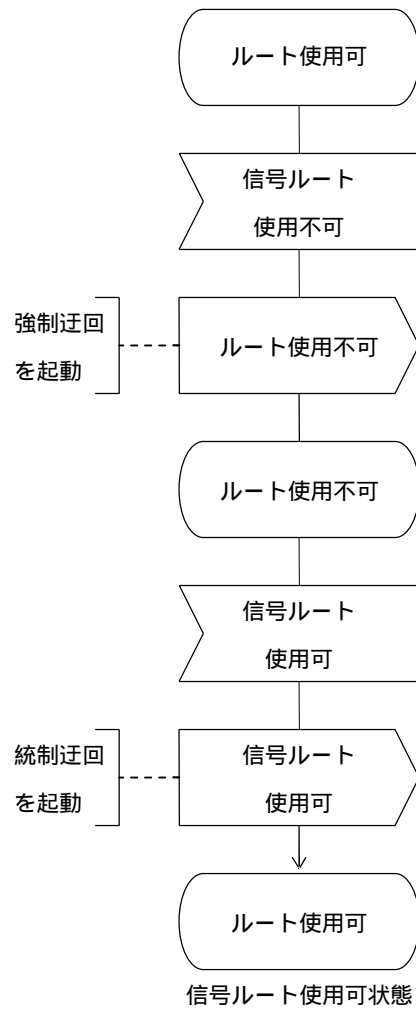 ルート使用可
信号ルート
使用不可
強制迂回
を起動
ルート使用不可
ルート使用不可
信号ルート
使用可
統制迂回
を起動
信号ルート
使用可
ルート使用可
信号ルート使用可状態